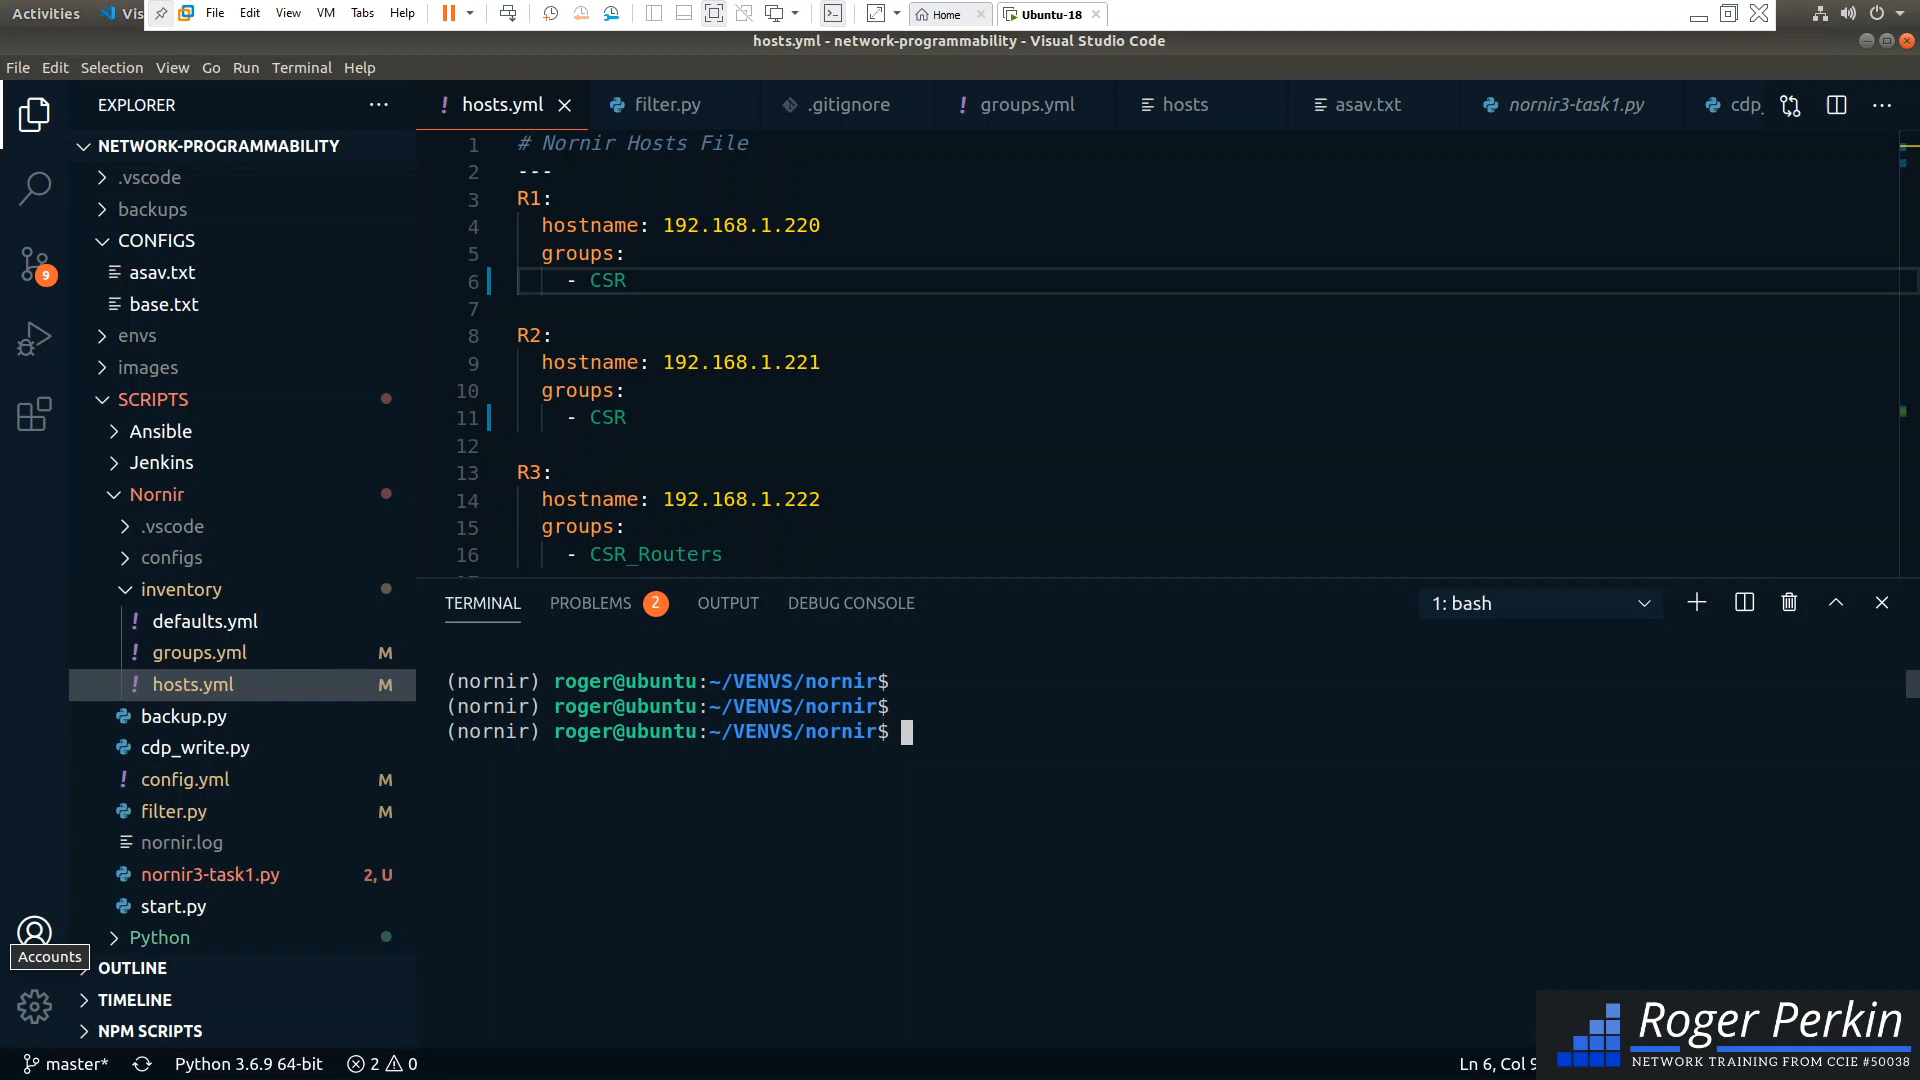 Activities Vis File Edit View VM Tabs Help Home × Ubuntu-18 ×
hosts.yml - network-programmability - Visual Studio Code
File Edit Selection View Go Run Terminal Help
EXPLORER ···
NETWORK-PROGRAMMABILITY
.vscode
backups
CONFIGS
asav.txt
base.txt
envs
images
SCRIPTS
Ansible
Jenkins
Nornir
.vscode
configs
inventory
! defaults.yml
! groups.yml M
! hosts.yml M
backup.py
cdp_write.py
! config.yml M
filter.py M
nornir.log
nornir3-task1.py 2, U
start.py
Python
OUTLINE
TIMELINE
NPM SCRIPTS
9
Accounts
! hosts.yml × filter.py .gitignore ! groups.yml hosts asav.txt nornir3-task1.py cdp_ ···
1 # Nornir Hosts File
2 ---
3 R1:
4 hostname: 192.168.1.220
5 groups:
6 - CSR
7
8 R2:
9 hostname: 192.168.1.221
10 groups:
11 - CSR
12
13 R3:
14 hostname: 192.168.1.222
15 groups:
16 - CSR_Routers
TERMINAL PROBLEMS 2 OUTPUT DEBUG CONSOLE 1: bash
(nornir) roger@ubuntu:~/VENVS/nornir$
(nornir) roger@ubuntu:~/VENVS/nornir$
(nornir) roger@ubuntu:~/VENVS/nornir$
master* Python 3.6.9 64-bit 2 0 Ln 6, Col 9
Roger Perkin
NETWORK TRAINING FROM CCIE #50038